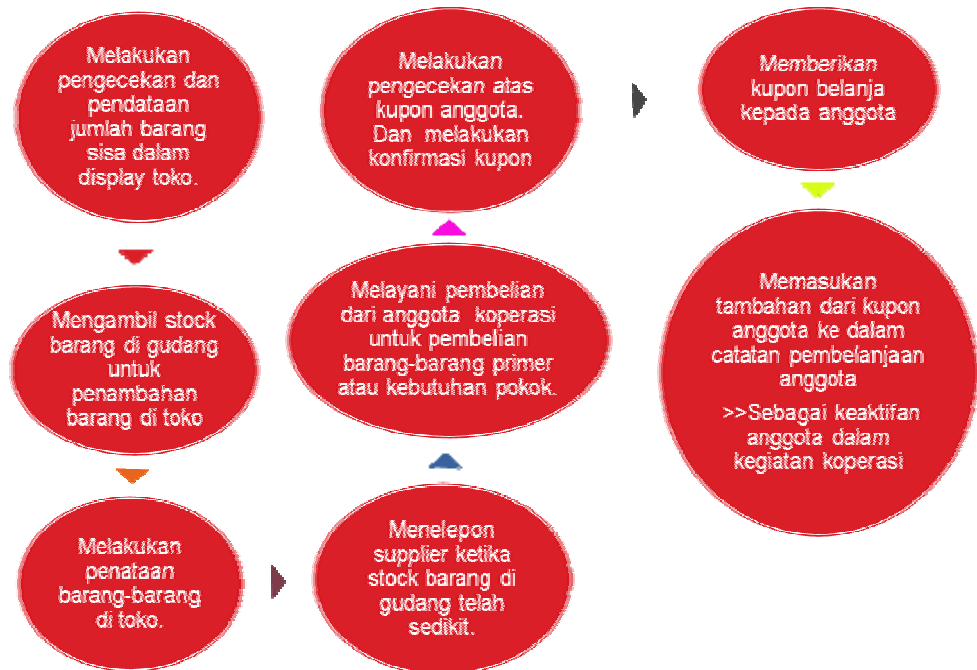 Melakukan
pengecekan dan
pendataan
jumlah barang
sisa dalam
display toko.
Mengambil stock
barang di gudang
untuk
penambahan
barang di toko
Melakukan
penataan
barang-barang
di toko.
Menelepon
supplier ketika
stock barang di
gudang telah
sedikit.
Melayani pembelian
dari anggota koperasi
untuk pembelian
barang-barang primer
atau kebutuhan pokok.
Melakukan
pengecekan atas
kupon anggota.
Dan melakukan
konfirmasi kupon
Memberikan
kupon belanja
kepada anggota
Memasukan
tambahan dari kupon
anggota ke dalam
catatan pembelanjaan
anggota
>>Sebagai keaktifan
anggota dalam
kegiatan koperasi